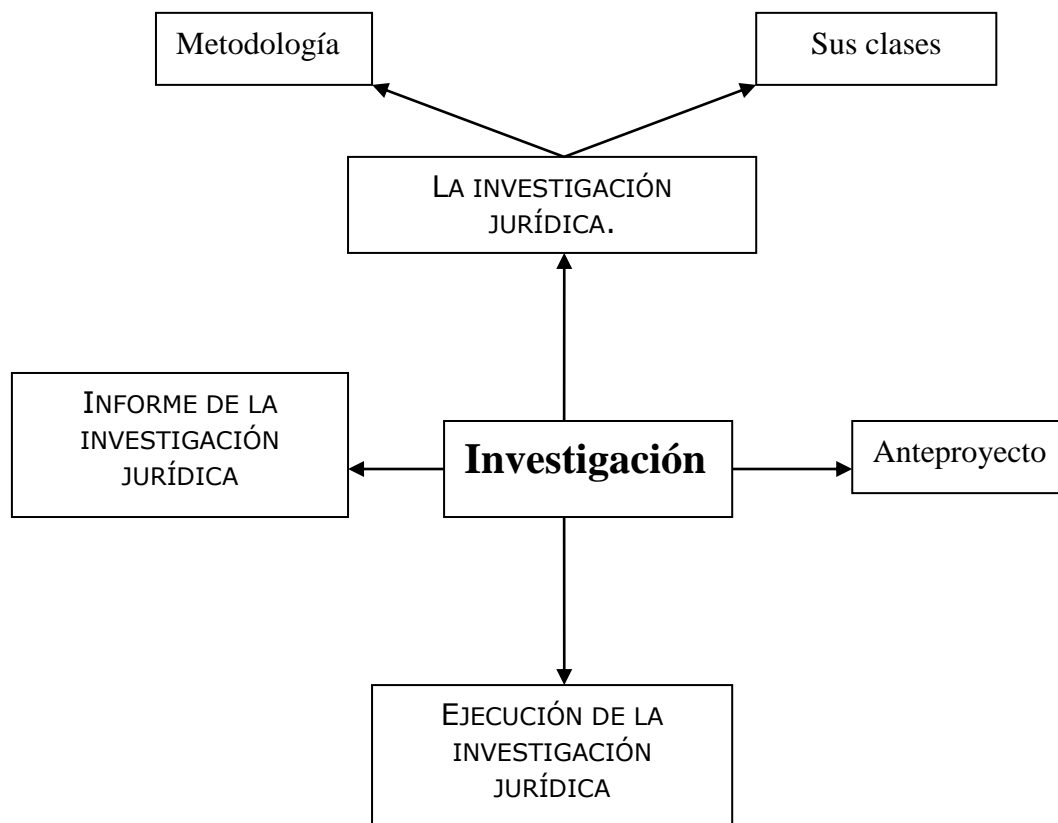 Metodología
Sus clases
LA INVESTIGACIÓN
JURÍDICA.
INFORME DE LA
INVESTIGACIÓN
JURÍDICA
Investigación
Anteproyecto
EJECUCIÓN DE LA
INVESTIGACIÓN
JURÍDICA